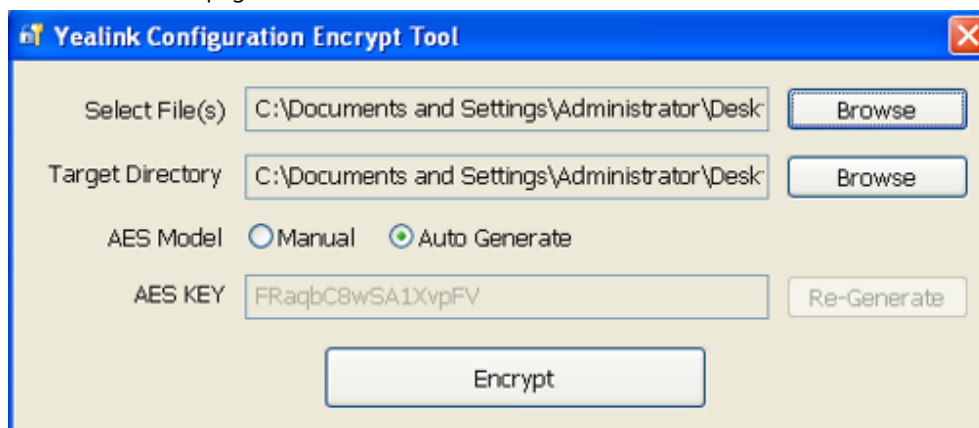 Yealink Configuration Encrypt Tool
Select File(s) C:\Documents and Settings\Administrator\Desk Browse
Target Directory C:\Documents and Settings\Administrator\Desk Browse
AES Model Manual Auto Generate
AES KEY FRaqbC8wSA1XvpFV Re-Generate
Encrypt